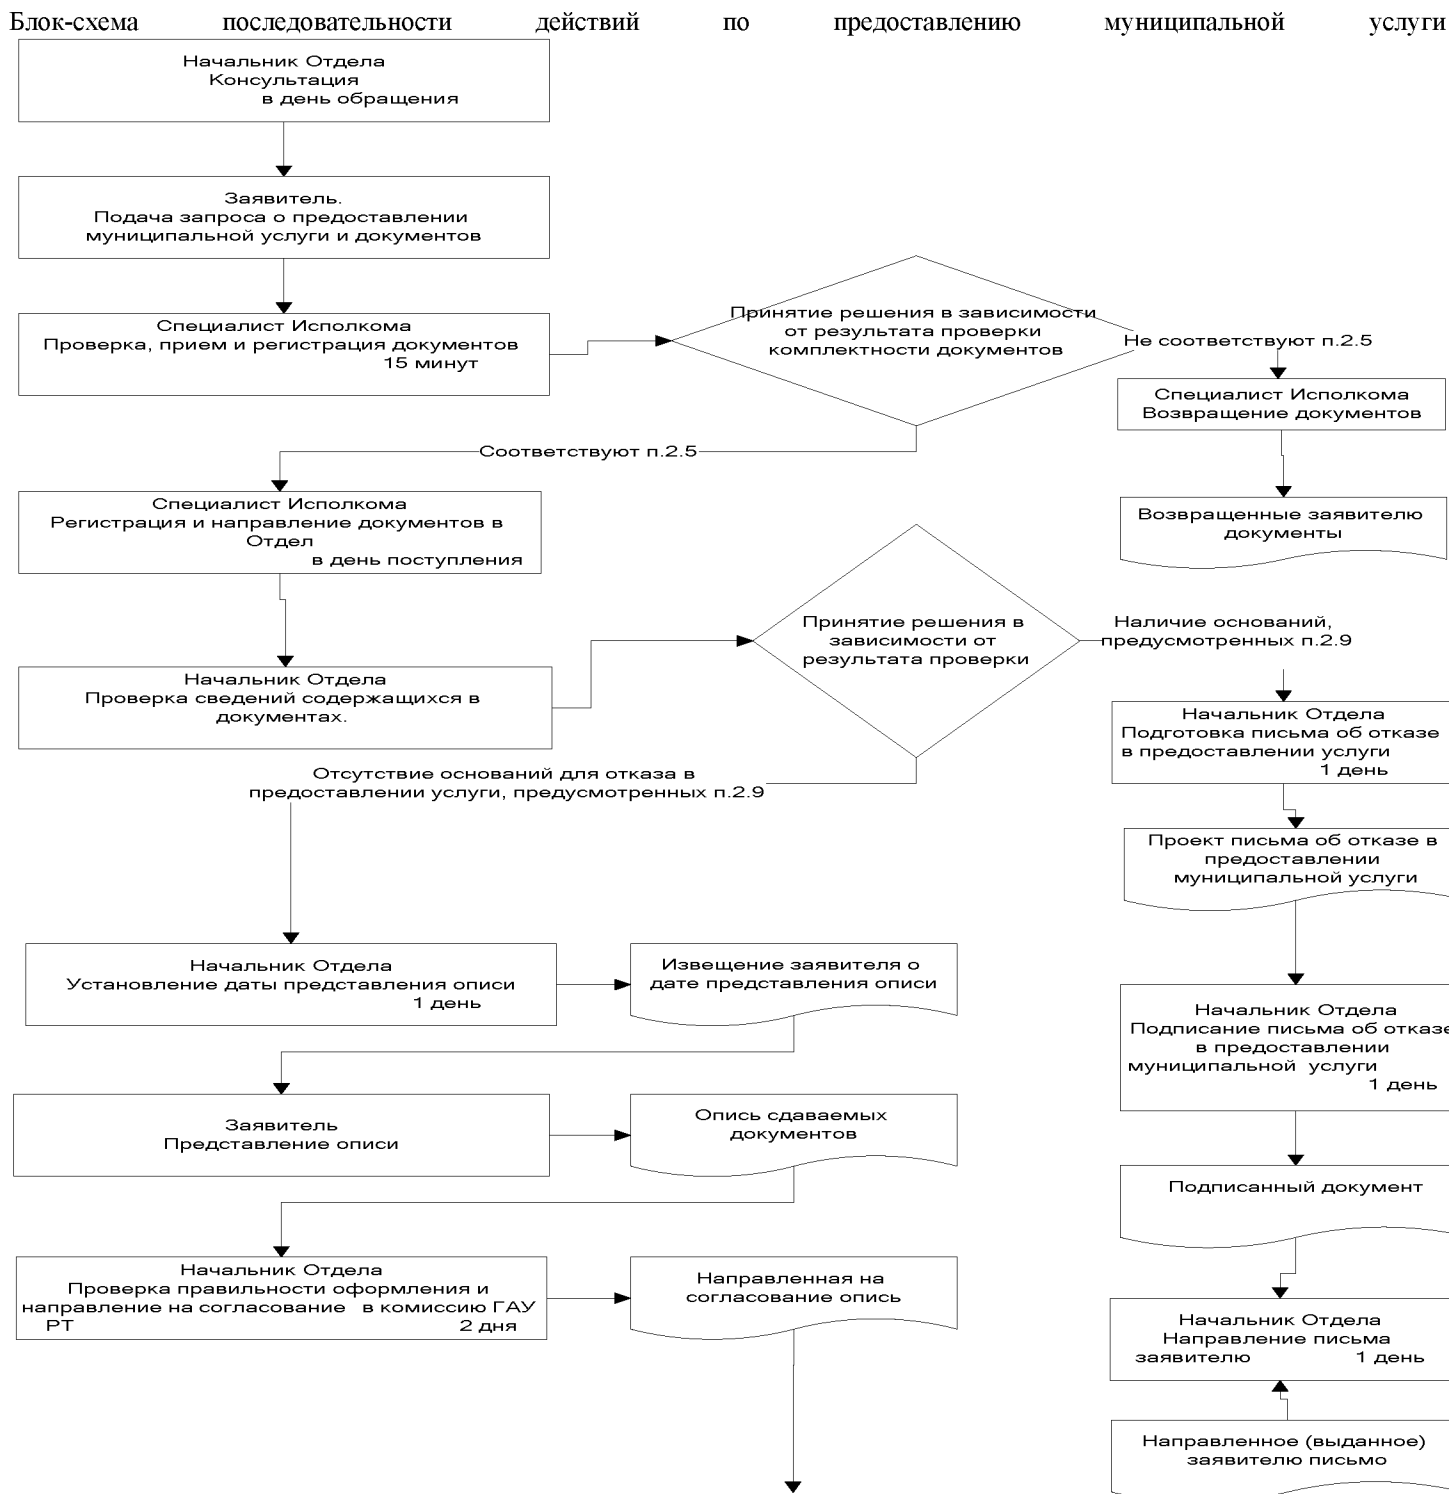 Блок-схема последовательности действий по предоставлению муниципальной услуги
Начальник Отдела
Консультация
в день обращения
Заявитель.
Подача запроса о предоставлении
муниципальной услуги и документов
Специалист Исполкома
Проверка, прием и регистрация документов
15 минут
Принятие решения в зависимости
от результата проверки
комплектности документов
Не соответствуют п.2.5
Специалист Исполкома
Возвращение документов
Возвращенные заявителю
документы
Соответствуют п.2.5
Специалист Исполкома
Регистрация и направление документов в
Отдел
в день поступления
Начальник Отдела
Проверка сведений содержащихся в
документах.
Принятие решения в
зависимости от
результата проверки
Наличие оснований,
предусмотренных п.2.9
Начальник Отдела
Подготовка письма об отказе
в предоставлении услуги
1 день
Проект письма об отказе в
предоставлении
муниципальной услуги
Начальник Отдела
Подписание письма об отказе
в предоставлении
муниципальной услуги
1 день
Подписанный документ
Начальник Отдела
Направление письма
заявителю 1 день
Направленное (выданное)
заявителю письмо
Отсутствие оснований для отказа в
предоставлении услуги, предусмотренных п.2.9
Начальник Отдела
Установление даты представления описи
1 день
Извещение заявителя о
дате представления описи
Заявитель
Представление описи
Опись сдаваемых
документов
Начальник Отдела
Проверка правильности оформления и
направление на согласование в комиссию ГАУ
РТ 2 дня
Направленная на
согласование опись